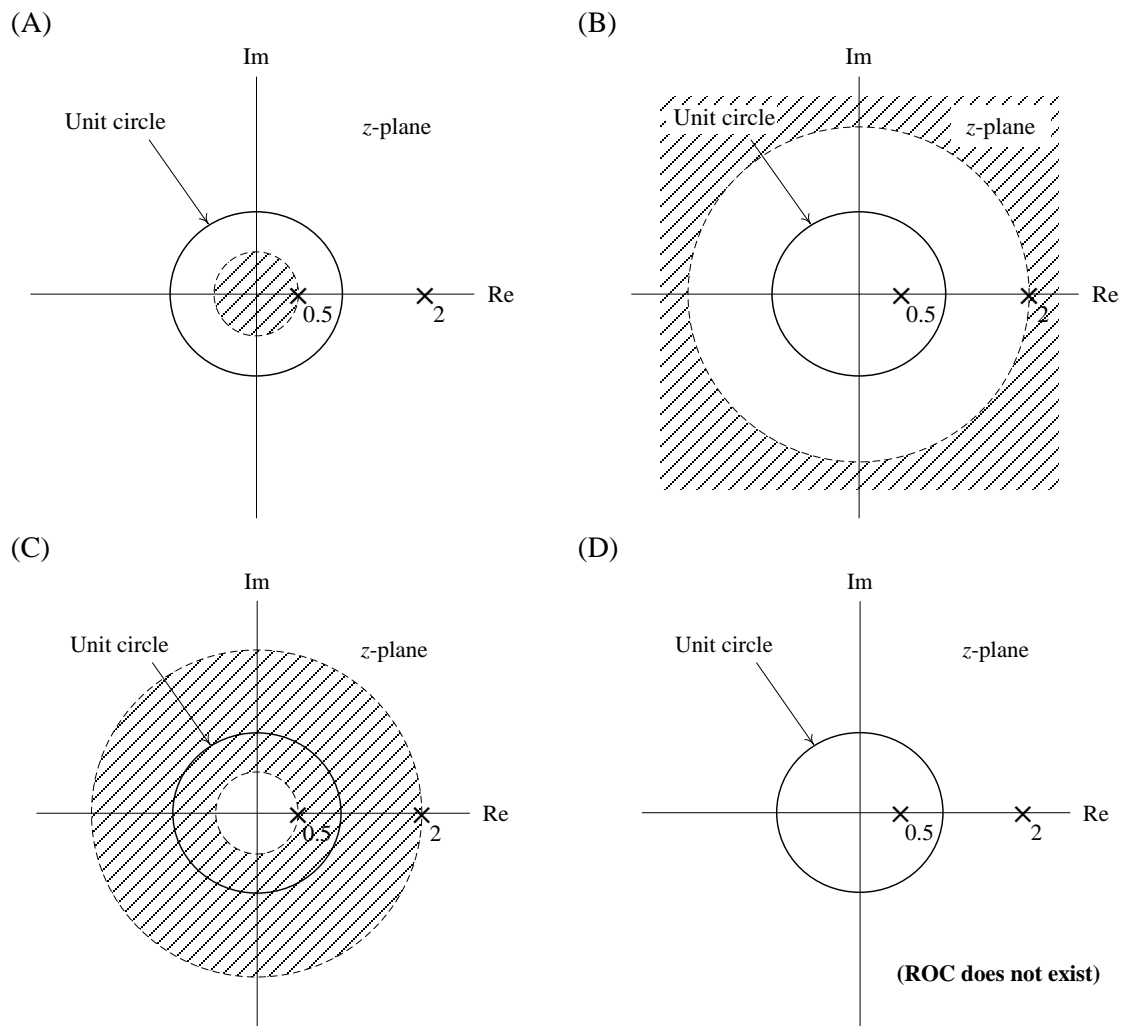 (A)
Im
Unit circle
z-plane
Re
0.5
2
(B)
Im
Unit circle
z-plane
Re
0.5
2
(C)
Im
Unit circle
z-plane
Re
0.5
2
(D)
Im
Unit circle
z-plane
Re
0.5
2
(ROC does not exist)